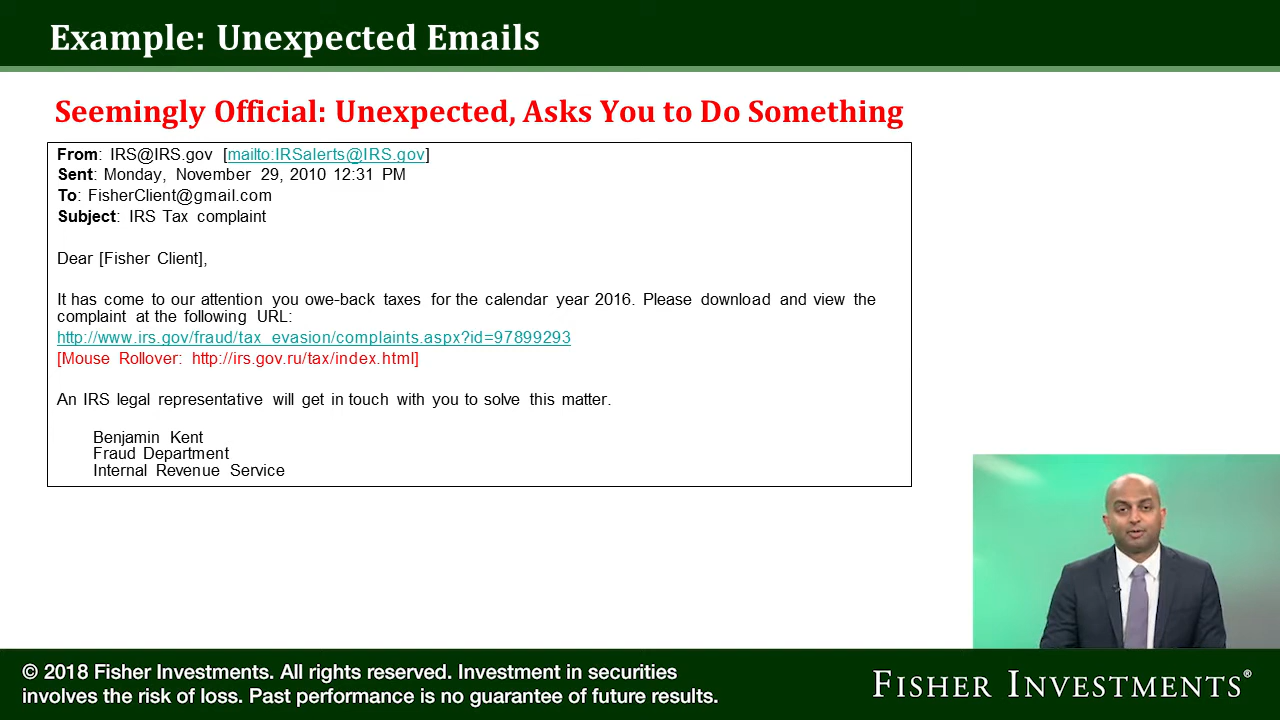 Example: Unexpected Emails
Seemingly Official: Unexpected, Asks You to Do Something
From: IRS@IRS.gov [mailto:IRSalerts@IRS.gov]
Sent: Monday, November 29, 2010 12:31 PM
To: FisherClient@gmail.com
Subject: IRS Tax complaint
Dear [Fisher Client],
It has come to our attention you owe-back taxes for the calendar year 2016. Please download and view the
complaint at the following URL:
http://www.irs.gov/fraud/tax_evasion/complaints.aspx?id=97899293
[Mouse Rollover: http://irs.gov.ru/tax/index.html]
An IRS legal representative will get in touch with you to solve this matter.
Benjamin Kent
Fraud Department
Internal Revenue Service
© 2018 Fisher Investments. All rights reserved. Investment in securities
involves the risk of loss. Past performance is no guarantee of future results.
FISHER INVESTMENTS®